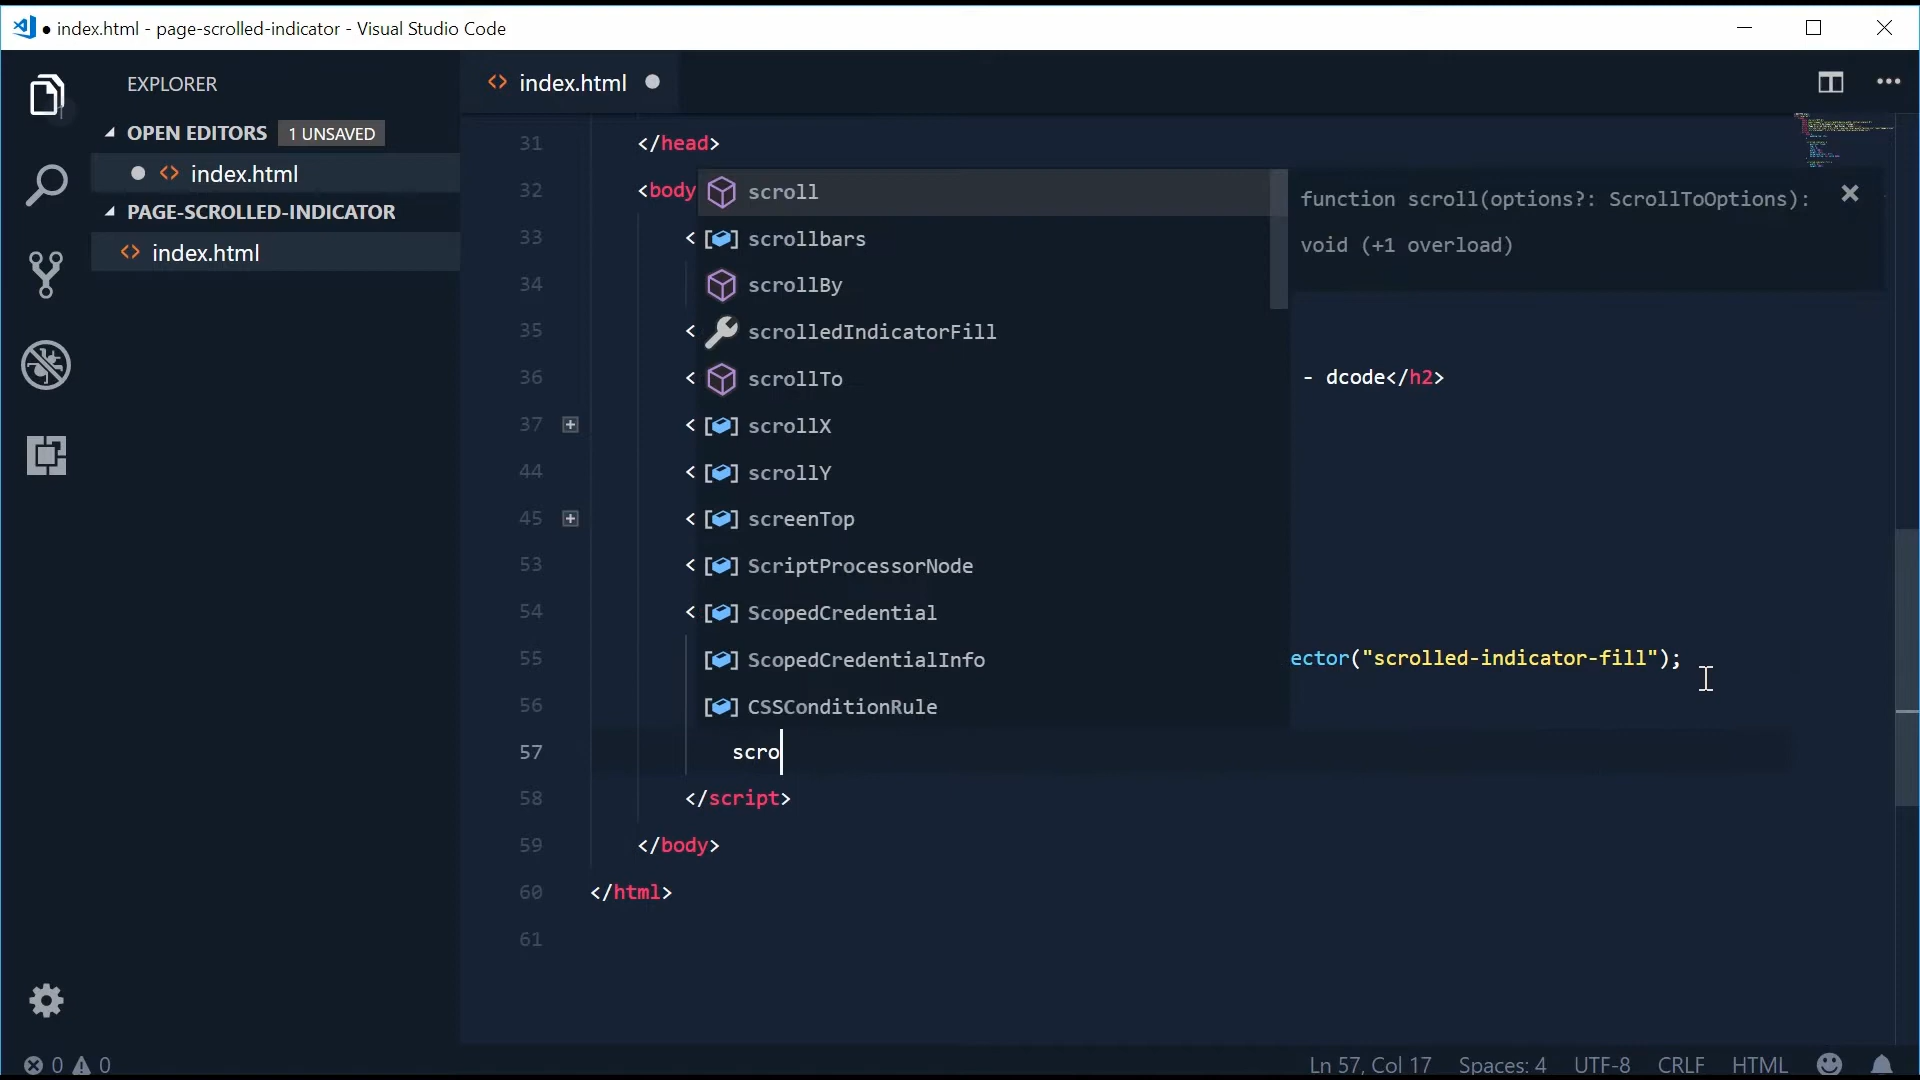 ● index.html - page-scrolled-indicator - Visual Studio Code
EXPLORER
OPEN EDITORS 1 UNSAVED
● <> index.html
PAGE-SCROLLED-INDICATOR
<> index.html
<> index.html ●
31 </head>
32 <body
33 <
34
35 <
36 < - dcode</h2>
37 <
44 <
45 <
53 <
54 <
55 ector("scrolled-indicator-fill");
56
57 scro
58 </script>
59 </body>
60 </html>
61
scroll
scrollbars
scrollBy
scrolledIndicatorFill
scrollTo
scrollX
scrollY
screenTop
ScriptProcessorNode
ScopedCredential
ScopedCredentialInfo
CSSConditionRule
function scroll(options?: ScrollToOptions):
void (+1 overload)
0 0 Ln 57, Col 17 Spaces: 4 UTF-8 CRLF HTML